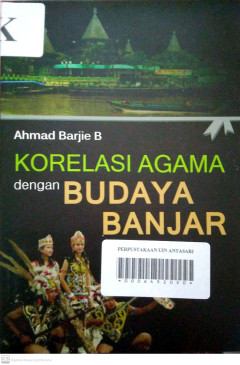 K
Ahmad Barjie B
KORELASI AGAMA
dengan BUDAYA
BANJAR
PERPUSTAKAAN UIN ANTASARI